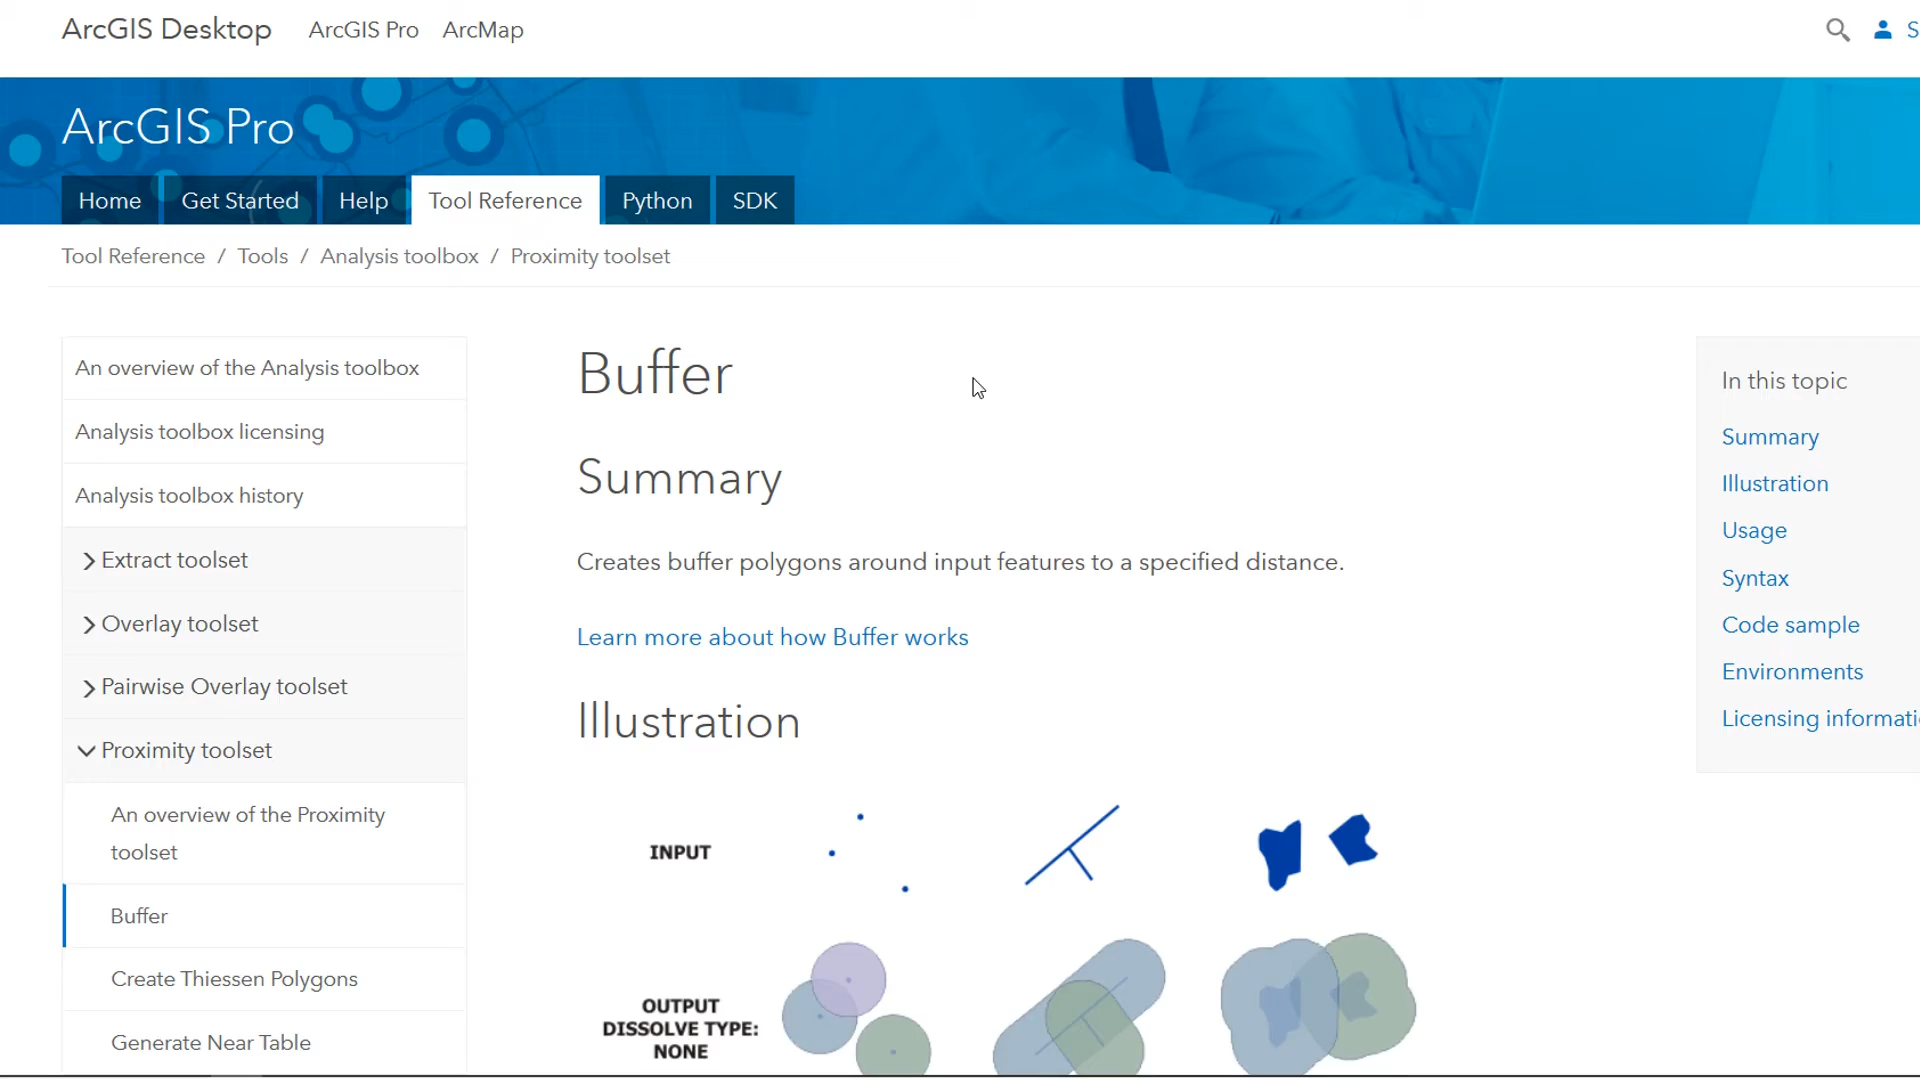 ArcGIS Desktop ArcGIS Pro ArcMap S
ArcGIS Pro
Home Get Started Help Tool Reference Python SDK
Tool Reference / Tools / Analysis toolbox / Proximity toolset
An overview of the Analysis toolbox
Analysis toolbox licensing
Analysis toolbox history
Extract toolset
Overlay toolset
Pairwise Overlay toolset
Proximity toolset
An overview of the Proximity
toolset
Buffer
Create Thiessen Polygons
Generate Near Table
Buffer
Summary
Creates buffer polygons around input features to a specified distance.
Learn more about how Buffer works
Illustration
INPUT
OUTPUT
DISSOLVE TYPE:
NONE
In this topic
Summary
Illustration
Usage
Syntax
Code sample
Environments
Licensing informati